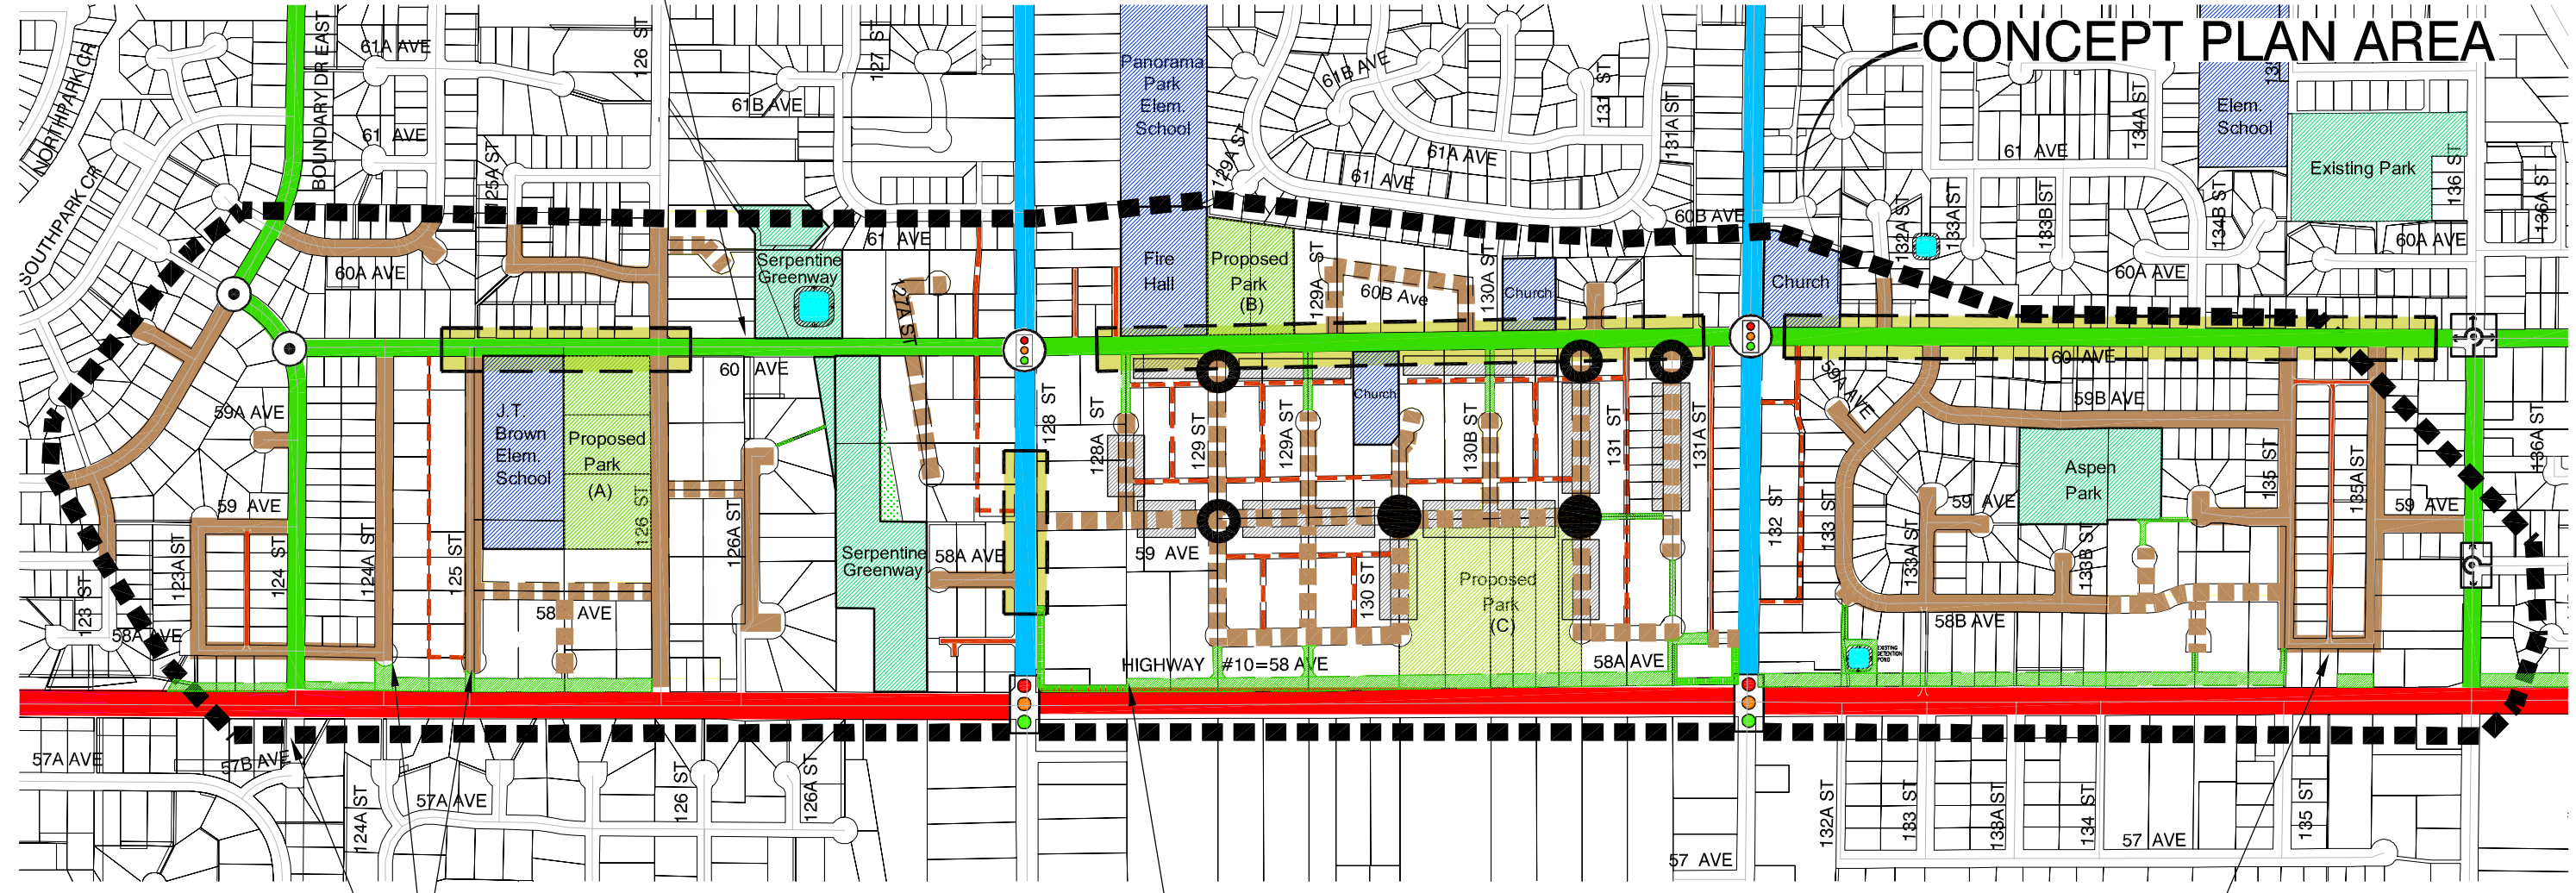 CONCEPT PLAN AREA
NORTHPARK CR
SOUTHPARK CR
BOUNDARY DR EAST
61A AVE
61 AVE
125A ST
126 ST
127 ST
61B AVE
Panorama
Park
Elem.
School
129A ST
61B AVE
131 ST
131A ST
61A AVE
61 AVE
60B AVE
134A ST
61 AVE
Elem.
School
Existing Park
136 ST
136A ST
132A ST
133A ST
133B ST
134B ST
60A AVE
60A AVE
60A AVE
61 AVE
Serpentine
Greenway
127A ST
Fire
Hall
Proposed
Park
(B)
129A ST
60B Ave
130A ST
Church
Church
60 AVE
60 AVE
59A AVE
J.T.
Brown
Elem.
School
Proposed
Park
(A)
126 ST
59 AVE
123A ST
124 ST
124A ST
125 ST
126A ST
123 ST
58A AVE
58 AVE
Serpentine
Greenway
58A AVE
128 ST
128A ST
129 ST
129A ST
Church
130B ST
131 ST
131A ST
59 AVE
130 ST
Proposed
Park
(C)
HIGHWAY #10=58 AVE
58A AVE
132 ST
133 ST
59A AVE
59B AVE
59 AVE
Aspen
Park
133A ST
133B ST
135 ST
135A ST
59 AVE
136A ST
58B AVE
EXISTING
DETENTION
POND
57A AVE
57B AVE
124A ST
57A AVE
126 ST
126A ST
57 AVE
132A ST
133 ST
133A ST
134 ST
57 AVE
135 ST